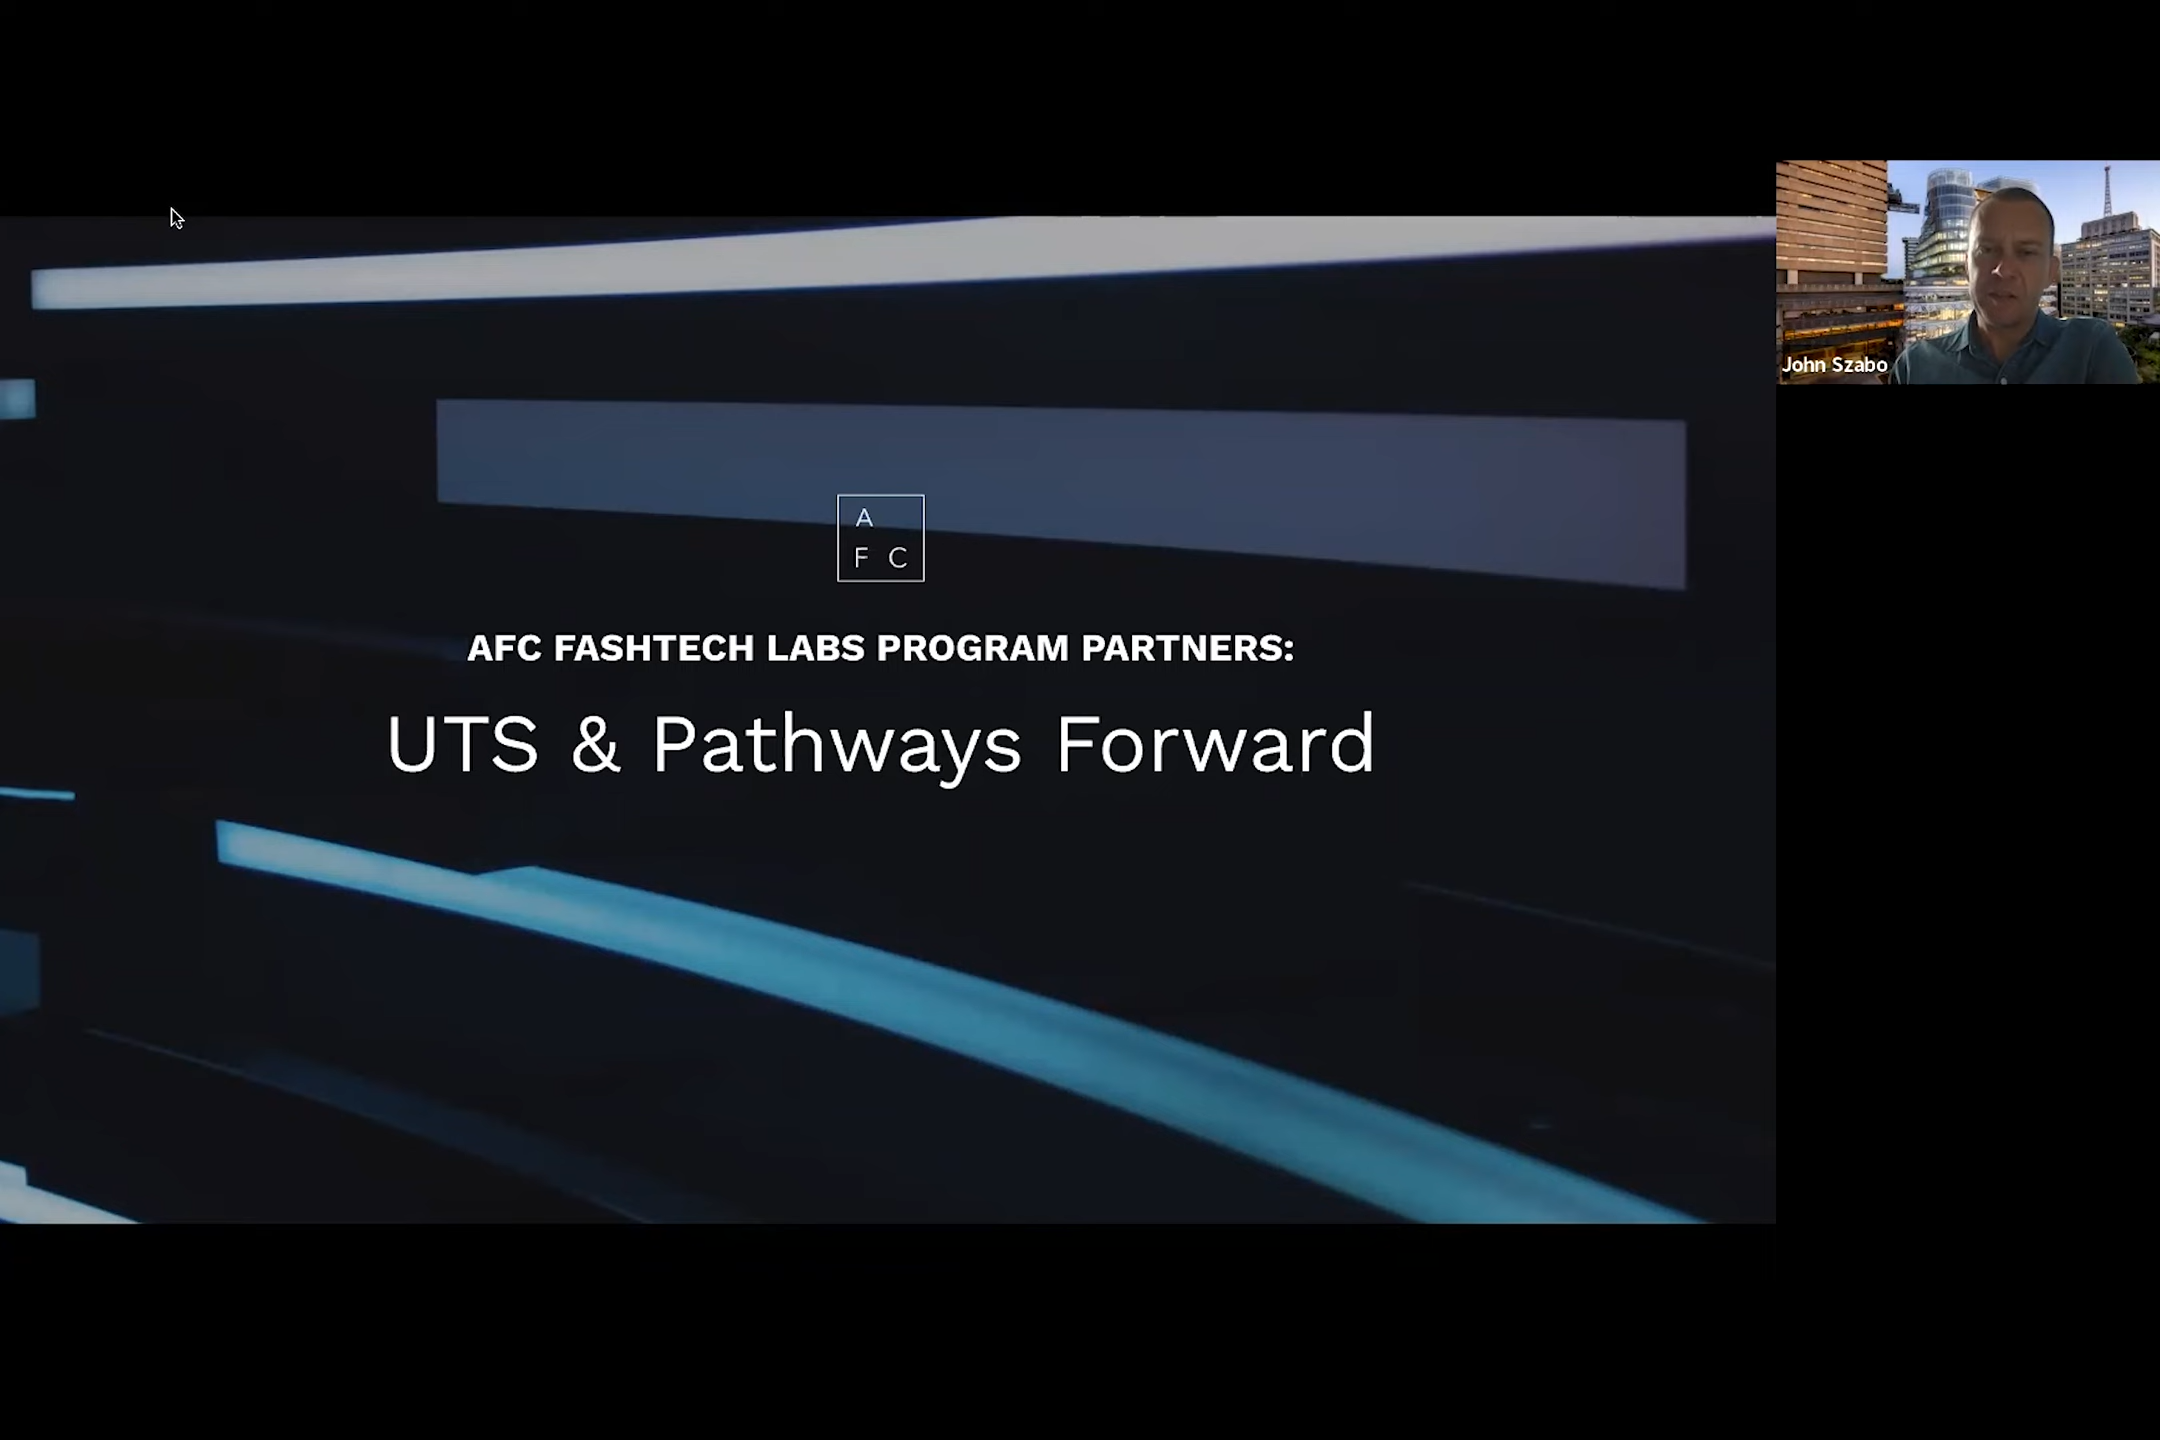 A
F C
AFC FASHTECH LABS PROGRAM PARTNERS:
UTS & Pathways Forward
John Szabo